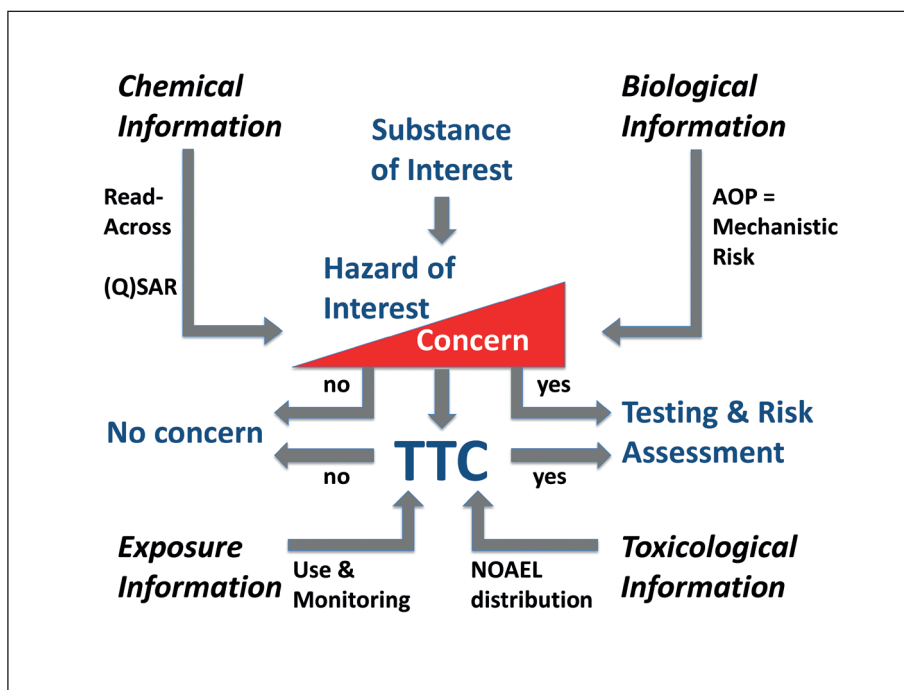 Chemical
Information
Biological
Information
Substance
of Interest
Read-
Across
(Q)SAR
AOP =
Mechanistic
Risk
Hazard of
Interest
Concern
no
yes
No concern
Testing & Risk
Assessment
TTC
no
yes
Exposure
Information
Use &
Monitoring
NOAEL
distribution
Toxicological
Information